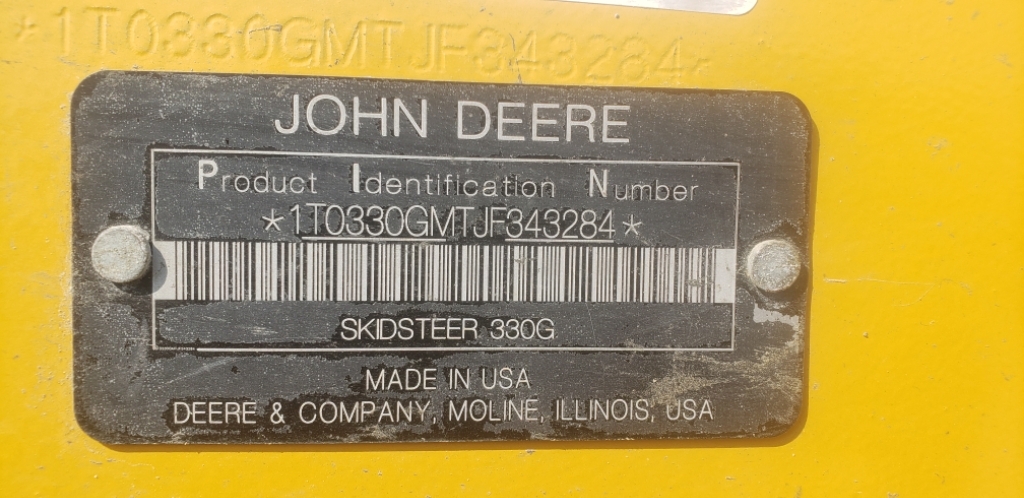 *1T0330GMTJF343284*
JOHN DEERE
Product Identification Number
*1T0330GMTJF343284*
SKIDSTEER 330G
MADE IN USA
DEERE & COMPANY, MOLINE, ILLINOIS, USA